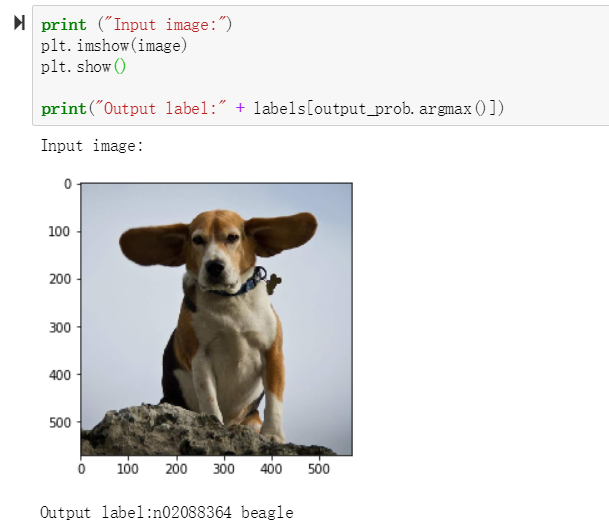 print ("Input image:")
plt.imshow(image)
plt.show()
print("Output label:" + labels[output_prob.argmax()])
Input image:
0
100
200
300
400
500
0 100 200 300 400 500
Output label:n02088364 beagle